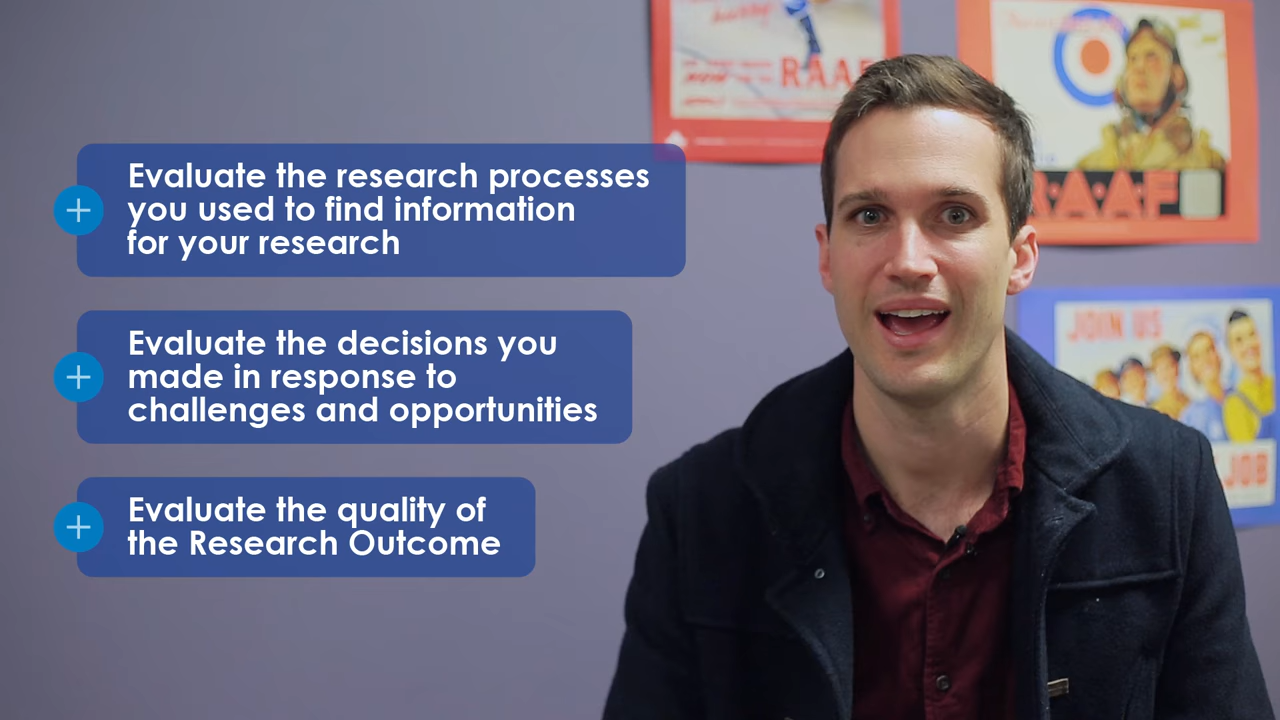 Evaluate the research processes
you used to find information
for your research
Evaluate the decisions you
made in response to
challenges and opportunities
Evaluate the quality of
the Research Outcome
RAAF
R·A·A·F
JOIN US
JOB